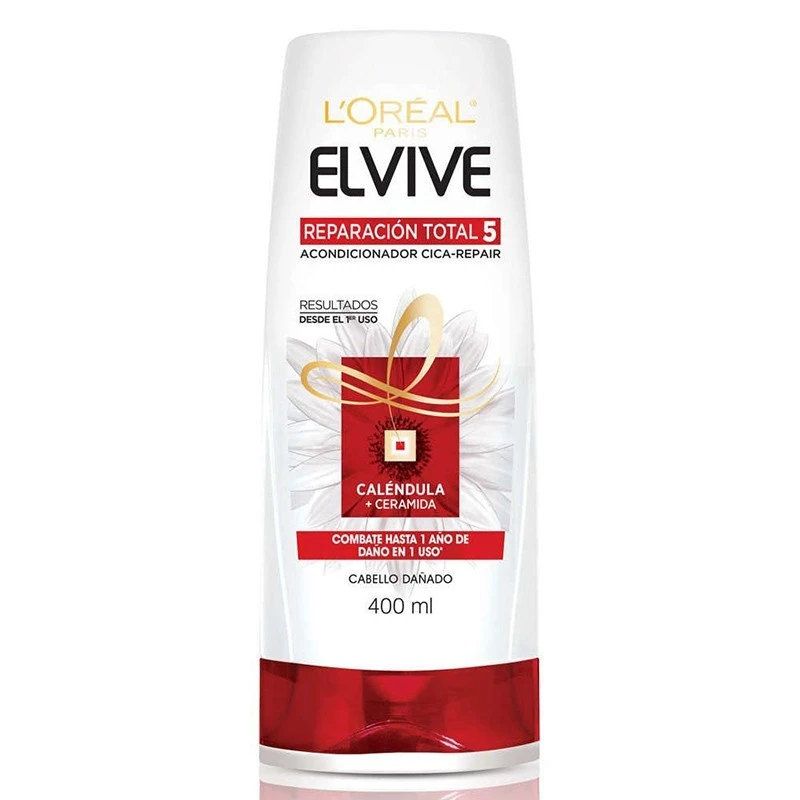 L'ORÉAL®
PARIS
ELVIVE
REPARACIÓN TOTAL 5
ACONDICIONADOR CICA-REPAIR
RESULTADOS
DESDE EL 1ER USO
CALÉNDULA
+ CERAMIDA
COMBATE HASTA 1 AÑO DE
DAÑO EN 1 USO*
CABELLO DAÑADO
400 ml